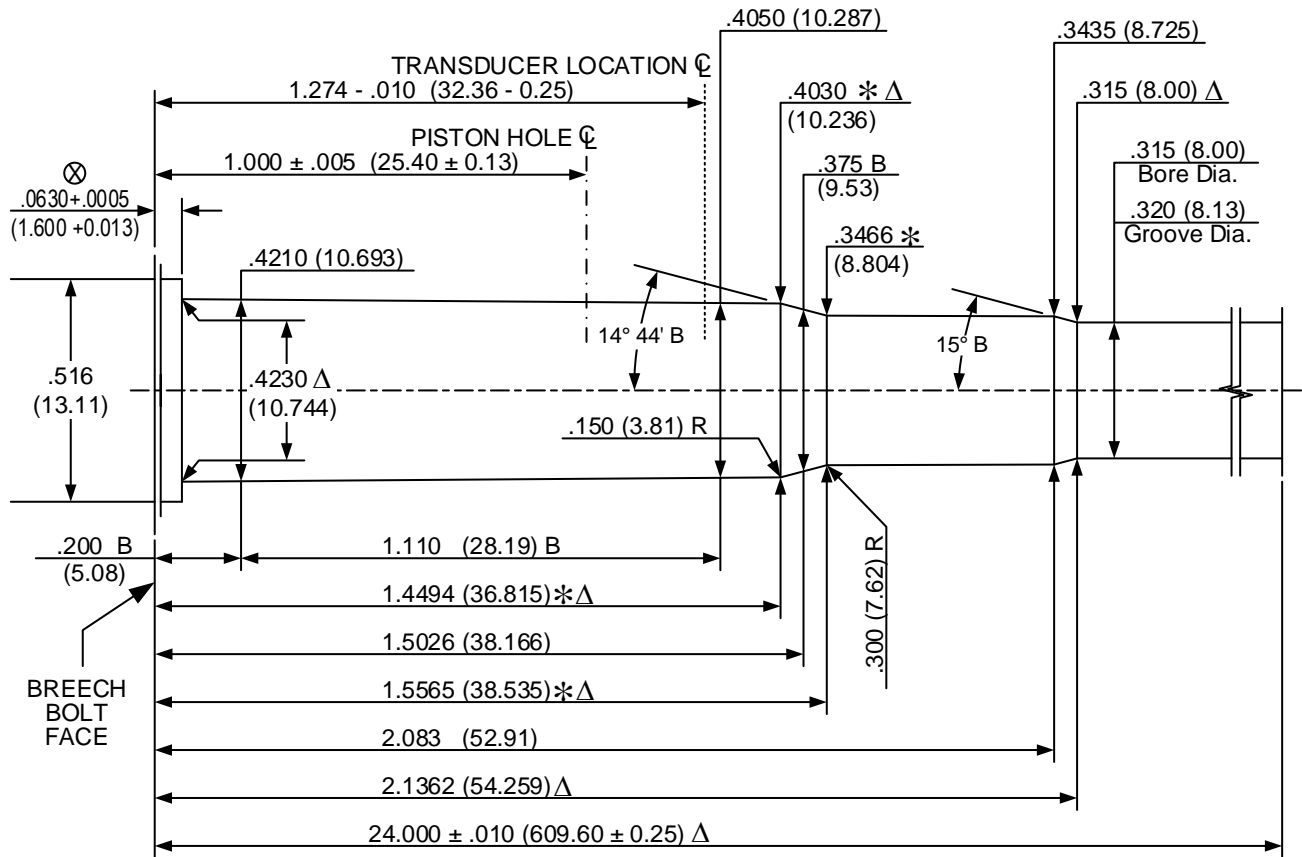 .4050 (10.287)
.3435 (8.725)
TRANSDUCER LOCATION ℄
1.274 - .010 (32.36 - 0.25)
.4030 ✻ Δ
(10.236)
.315 (8.00) Δ
PISTON HOLE ℄
1.000 ± .005 (25.40 ± 0.13)
⊗
.0630+.0005
(1.600 +0.013)
.375 B
(9.53)
.315 (8.00)
Bore Dia.
.320 (8.13)
Groove Dia.
.3466 ✻
(8.804)
.4210 (10.693)
14° 44' B
15° B
.516
(13.11)
.4230 Δ
(10.744)
.150 (3.81) R
.300 (7.62) R
.200 B
(5.08)
1.110 (28.19) B
1.4494 (36.815)✻Δ
1.5026 (38.166)
1.5565 (38.535)✻Δ
BREECH
BOLT
FACE
2.083 (52.91)
2.1362 (54.259)Δ
24.000 ± .010 (609.60 ± 0.25) Δ